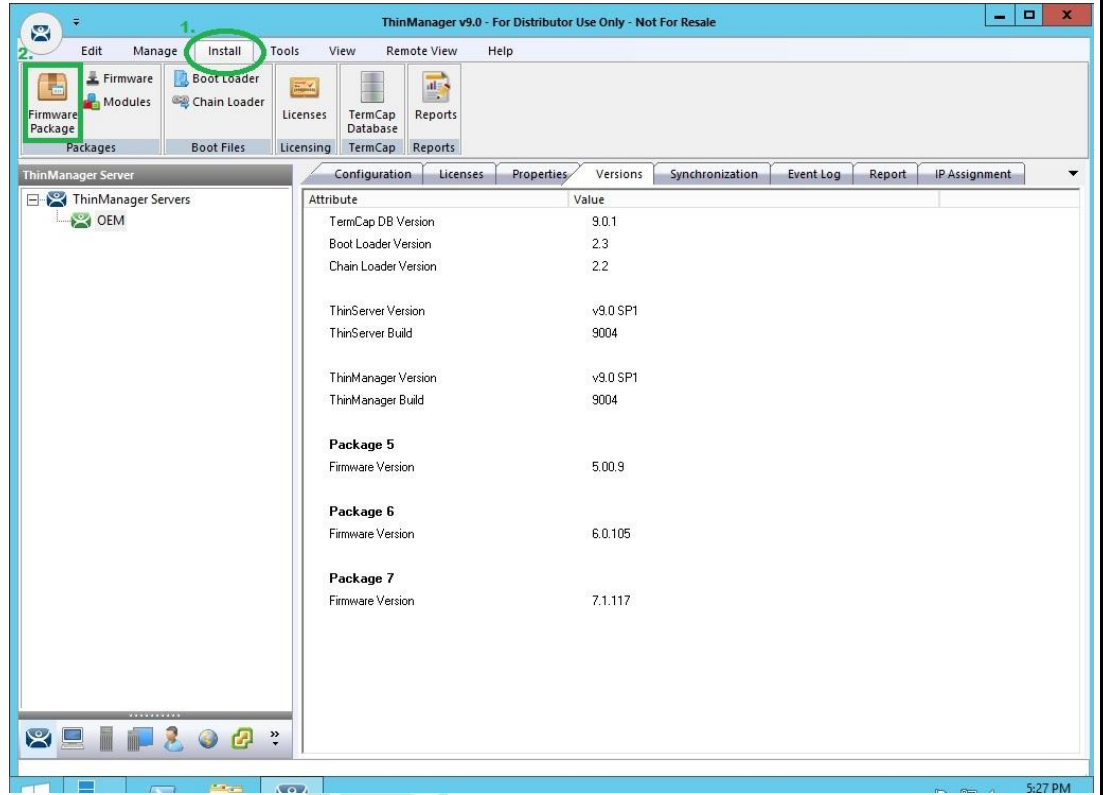 ThinManager v9.0 - For Distributor Use Only - Not For Resale
1.
2.
Edit Manage Install Tools View Remote View Help
Firmware Package
Firmware
Modules
Boot Loader
Chain Loader
Licenses
TermCap Database
Reports
Packages Boot Files Licensing TermCap Reports
ThinManager Server
ThinManager Servers
OEM
Configuration Licenses Properties Versions Synchronization Event Log Report IP Assignment
Attribute Value
TermCap DB Version 9.0.1
Boot Loader Version 2.3
Chain Loader Version 2.2
ThinServer Version v9.0 SP1
ThinServer Build 9004
ThinManager Version v9.0 SP1
ThinManager Build 9004
Package 5
Firmware Version 5.00.9
Package 6
Firmware Version 6.0.105
Package 7
Firmware Version 7.1.117
5:27 PM